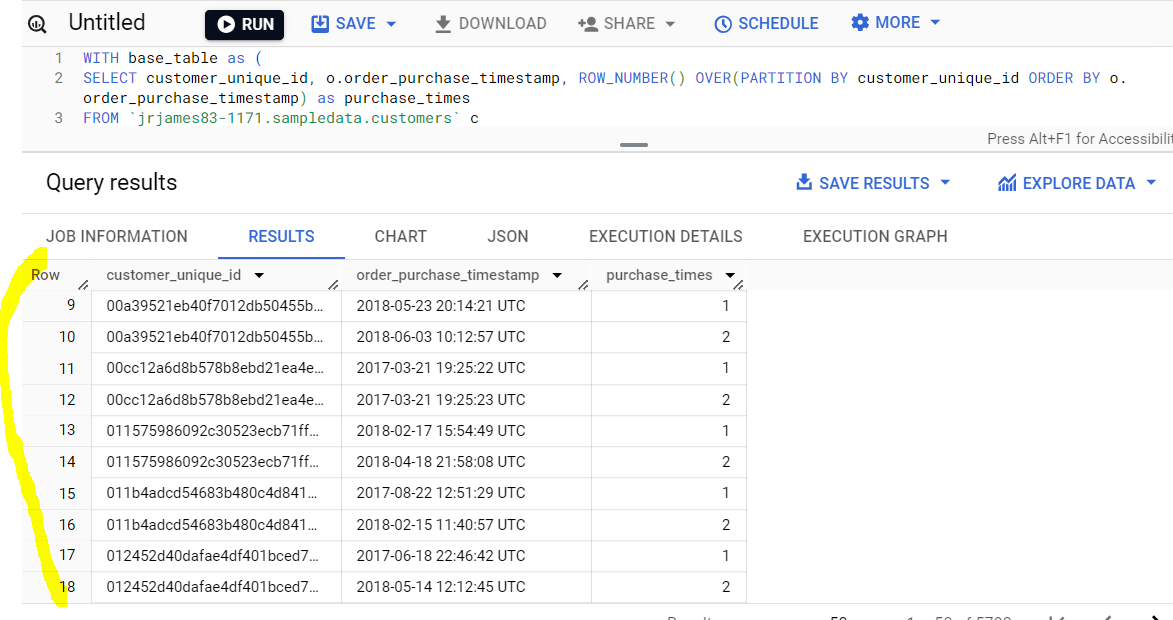 Untitled RUN SAVE DOWNLOAD SHARE SCHEDULE MORE
1 WITH base_table as (
2 SELECT customer_unique_id, o.order_purchase_timestamp, ROW_NUMBER() OVER(PARTITION BY customer_unique_id ORDER BY o.
order_purchase_timestamp) as purchase_times
3 FROM `jrjames83-1171.sampledata.customers` c
Press Alt+F1 for Accessibilit
Query results SAVE RESULTS EXPLORE DATA
JOB INFORMATION RESULTS CHART JSON EXECUTION DETAILS EXECUTION GRAPH
Row customer_unique_id order_purchase_timestamp purchase_times
9 00a39521eb40f7012db50455b... 2018-05-23 20:14:21 UTC 1
10 00a39521eb40f7012db50455b... 2018-06-03 10:12:57 UTC 2
11 00cc12a6d8b578b8ebd21ea4e... 2017-03-21 19:25:22 UTC 1
12 00cc12a6d8b578b8ebd21ea4e... 2017-03-21 19:25:23 UTC 2
13 011575986092c30523ecb71ff... 2018-02-17 15:54:49 UTC 1
14 011575986092c30523ecb71ff... 2018-04-18 21:58:08 UTC 2
15 011b4adcd54683b480c4d841... 2017-08-22 12:51:29 UTC 1
16 011b4adcd54683b480c4d841... 2018-02-15 11:40:57 UTC 2
17 012452d40dafae4df401bced7... 2017-06-18 22:46:42 UTC 1
18 012452d40dafae4df401bced7... 2018-05-14 12:12:45 UTC 2